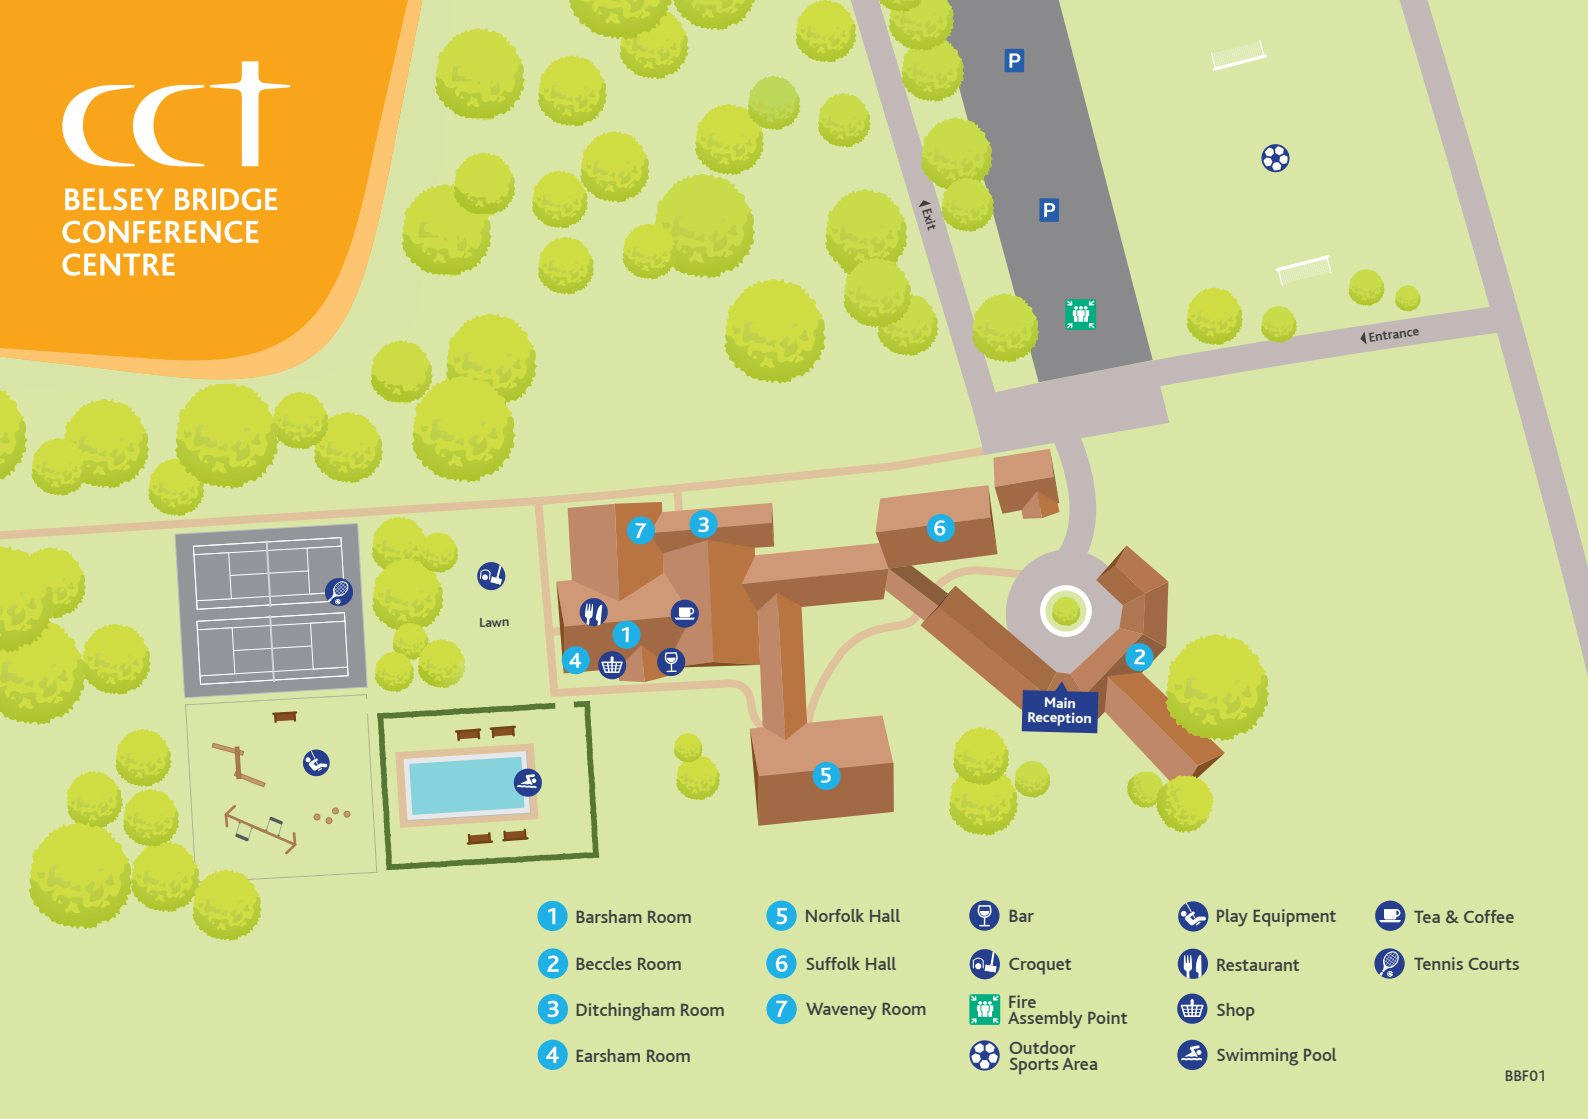 cct
BELSEY BRIDGE
CONFERENCE
CENTRE
P
P
Exit
Entrance
7
3
6
Lawn
1
4
2
Main
Reception
5
1 Barsham Room
2 Beccles Room
3 Ditchingham Room
4 Earsham Room
5 Norfolk Hall
6 Suffolk Hall
7 Waveney Room
Bar
Croquet
Fire
Assembly Point
Outdoor
Sports Area
Play Equipment
Restaurant
Shop
Swimming Pool
Tea & Coffee
Tennis Courts
BBF01